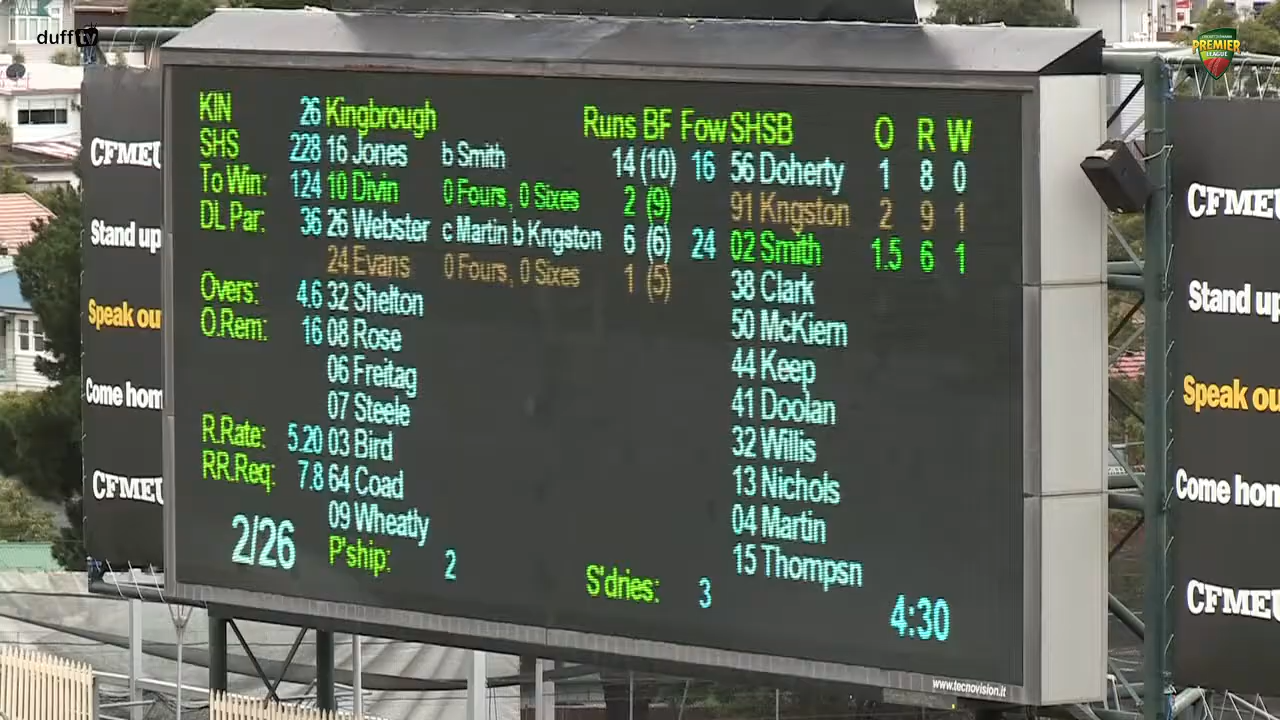 duff tv
PREMIER
LEAGUE
KIN 26 Kingbrough Runs BF Fow SHSB O R W
SHS 228 16 Jones b Smith 14 (10) 16 56 Doherty 1 8 0
To Win: 124 10 Divin 0 Fours, 0 Sixes 2 (9) 91 Kngston 2 9 1
DL Par: 36 26 Webster c Martin b Kngston 6 (6) 24 02 Smith 1.5 6 1
24 Evans 0 Fours, 0 Sixes 1 (5) 38 Clark
Overs: 4.6 32 Shelton 50 McKiern
O.Rem: 16 08 Rose 44 Keep
06 Freitag 41 Doolan
07 Steele 32 Willis
R.Rate: 5.20 03 Bird 13 Nichols
RR.Req: 7.8 64 Coad 04 Martin
09 Wheatly 15 Thompsn
2/26 P'ship: 2 S'dries: 3 4:30
www.tecnovision.it
CFMEU
Stand up
Speak ou
Come hom
CFMEU
CFMEU
Stand up
Speak ou
Come hom
CFMEU